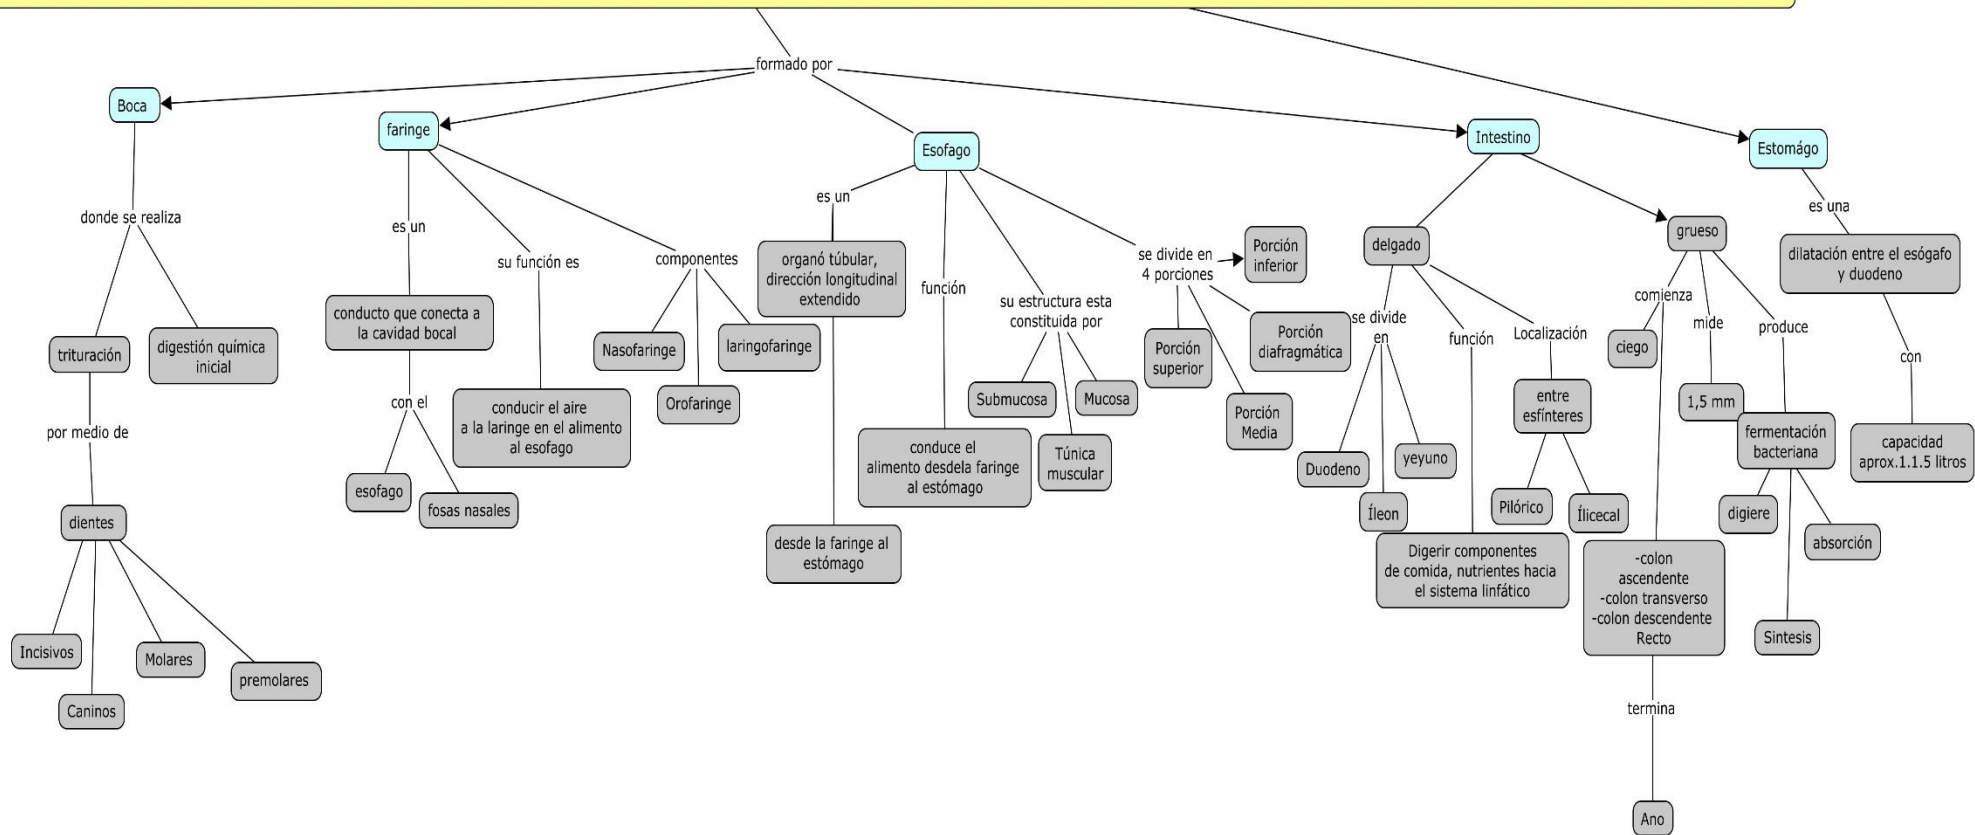 formado por
Boca
donde se realiza
trituración
digestión química
inicial
por medio de
dientes
Incisivos
Caninos
Molares
premolares
faringe
es un
conducto que conecta a
la cavidad bocal
con el
esofago
fosas nasales
su función es
conducir el aire
a la laringe en el alimento
al esofago
componentes
Nasofaringe
Orofaringe
laringofaringe
Esofago
es un
organó túbular,
dirección longitudinal
extendido
desde la faringe al
estómago
función
conduce el
alimento desdela faringe
al estómago
su estructura esta
constituida por
Submucosa
Túnica
muscular
Mucosa
se divide en
4 porciones
Porción
inferior
Porción
superior
Porción
Media
Porción
diafragmática
Intestino
delgado
se divide
en
Duodeno
Íleon
yeyuno
función
Digerir componentes
de comida, nutrientes hacia
el sistema linfático
Localización
entre
esfínteres
Pilórico
Ílicecal
grueso
comienza
ciego
-colon
ascendente
-colon transverso
-colon descendente
Recto
termina
Ano
mide
1,5 mm
produce
fermentación
bacteriana
digiere
Sintesis
absorción
Estomágo
es una
dilatación entre el esógafo
y duodeno
con
capacidad
aprox.1.1.5 litros